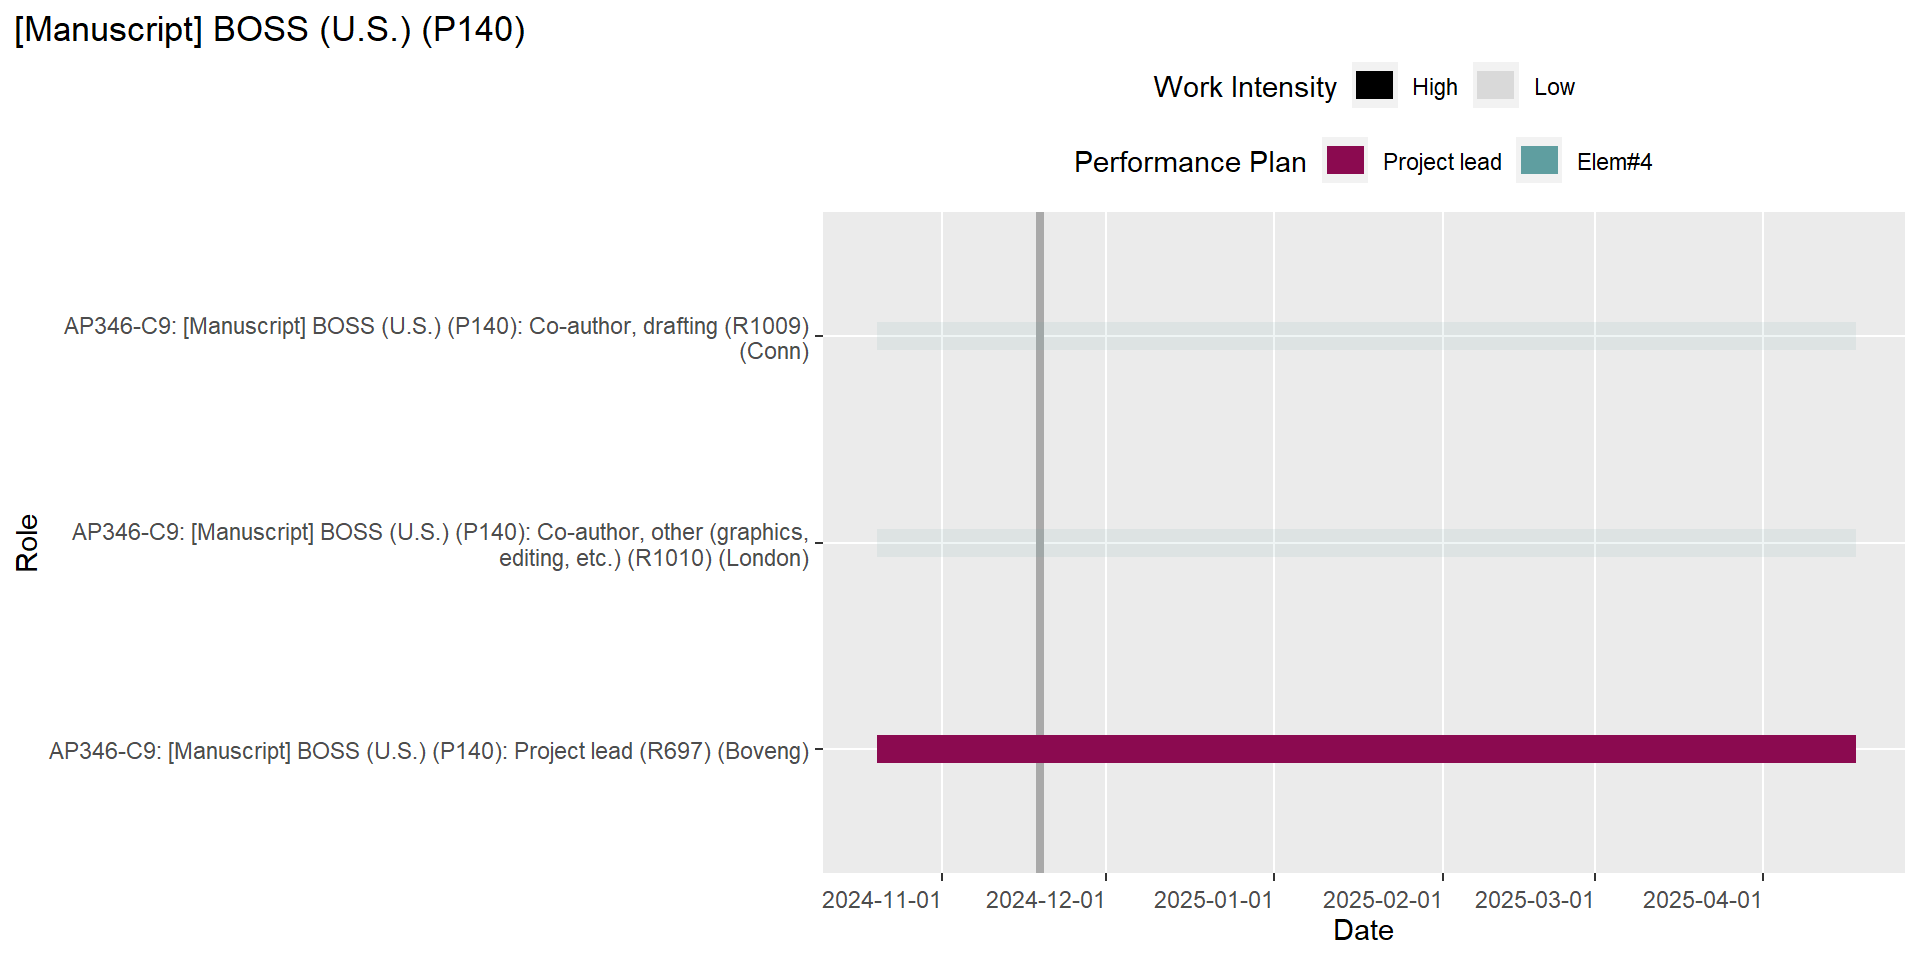 [Manuscript] BOSS (U.S.) (P140)
Work Intensity High Low
Performance Plan Project lead Elem#4
AP346-C9: [Manuscript] BOSS (U.S.) (P140): Co-author, drafting (R1009)
(Conn)
AP346-C9: [Manuscript] BOSS (U.S.) (P140): Co-author, other (graphics,
editing, etc.) (R1010) (London)
AP346-C9: [Manuscript] BOSS (U.S.) (P140): Project lead (R697) (Boveng)
Role
2024-11-01 2024-12-01 2025-01-01 2025-02-01 2025-03-01 2025-04-01
Date